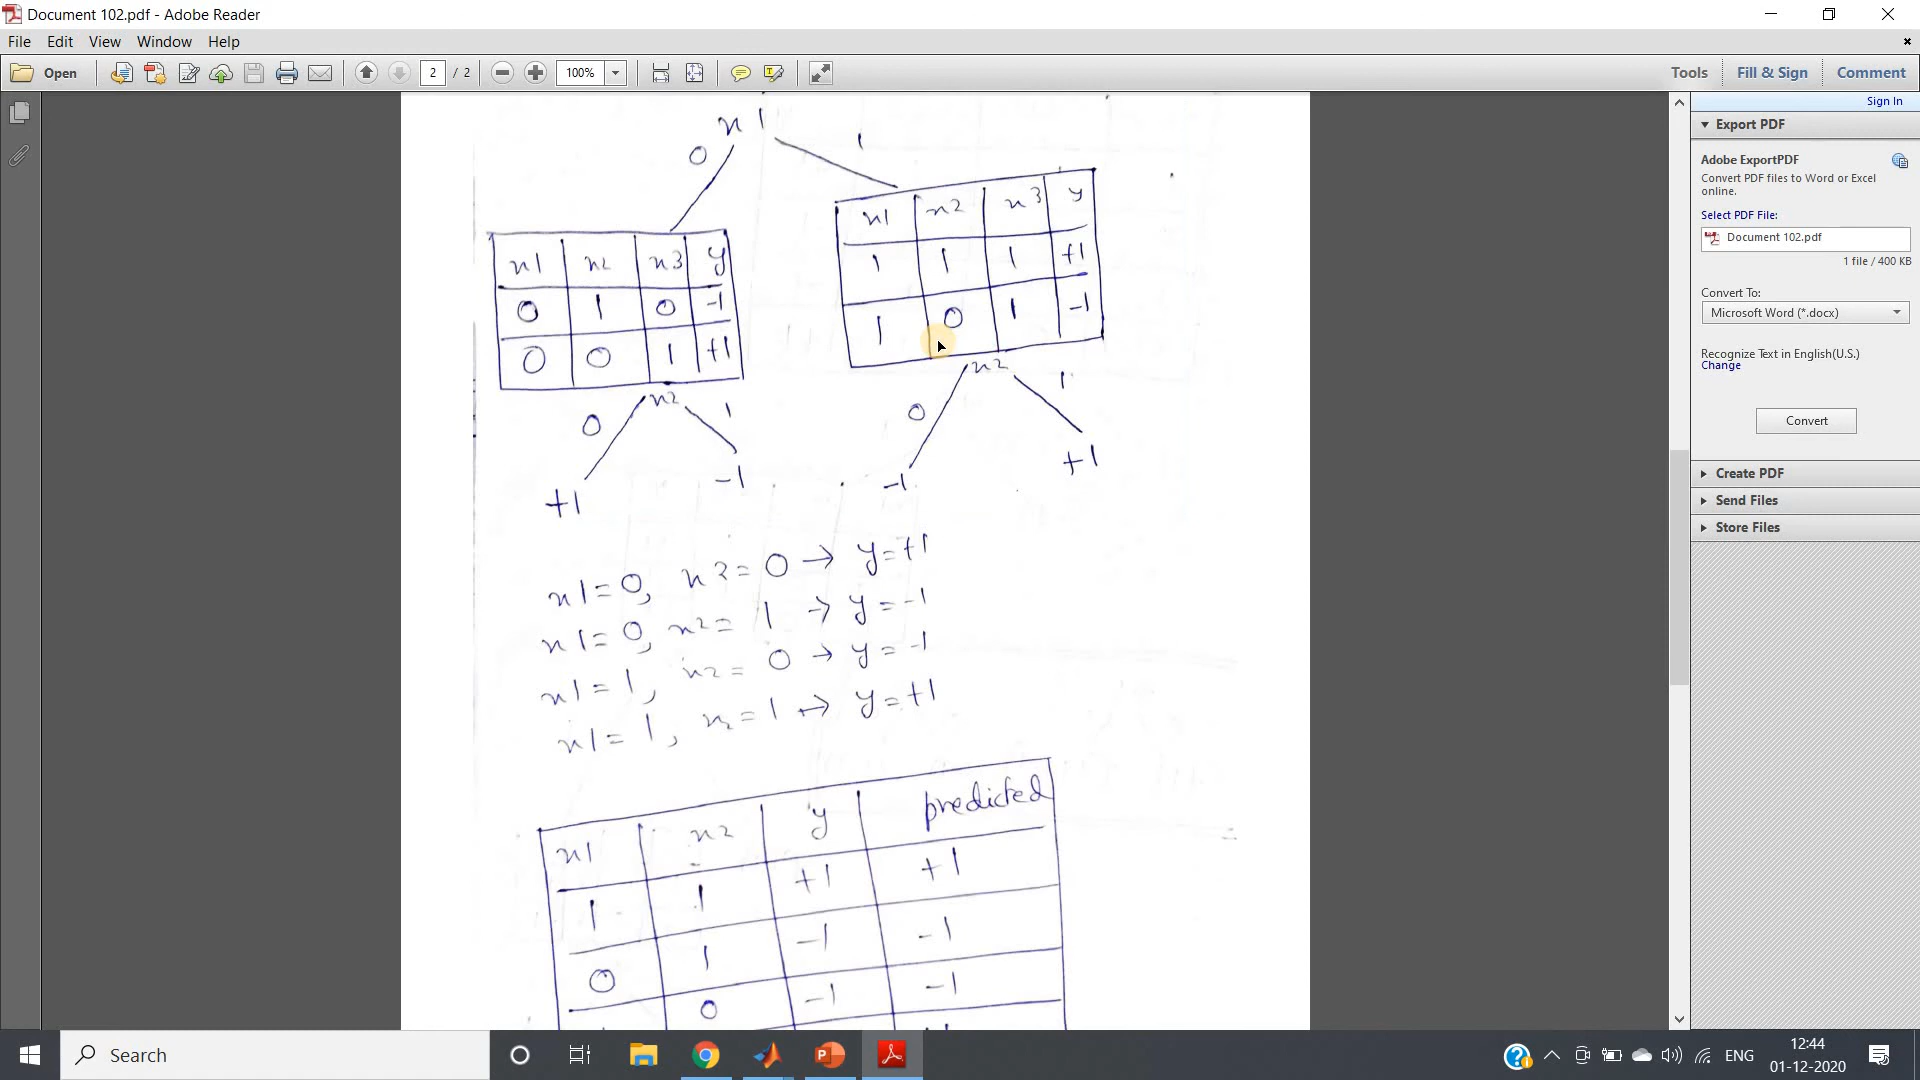 Document 102.pdf - Adobe Reader
File Edit View Window Help
Open 2 / 2 100% Tools Fill & Sign Comment
Sign In
Export PDF
Adobe ExportPDF
Convert PDF files to Word or Excel online.
Select PDF File:
Document 102.pdf
1 file / 400 KB
Convert To:
Microsoft Word (*.docx)
Recognize Text in English(U.S.)
Change
Convert
Create PDF
Send Files
Store Files
x1
0 1
x1 x2 x3 y
1 1 1 +1
1 0 1 -1
x1 x2 x3 y
0 1 0 -1
0 0 1 +1
x2 x2
0 1 0 1
+1 -1 -1 +1
x1=0, x2=0 → y=+1
x1=0, x2=1 → y=-1
x1=1, x2=0 → y=-1
x1=1, x2=1 → y=+1
x1 x2 y predicted
1 1 +1 +1
0 1 -1 -1
0 -1 -1
Search
ENG
12:44
01-12-2020